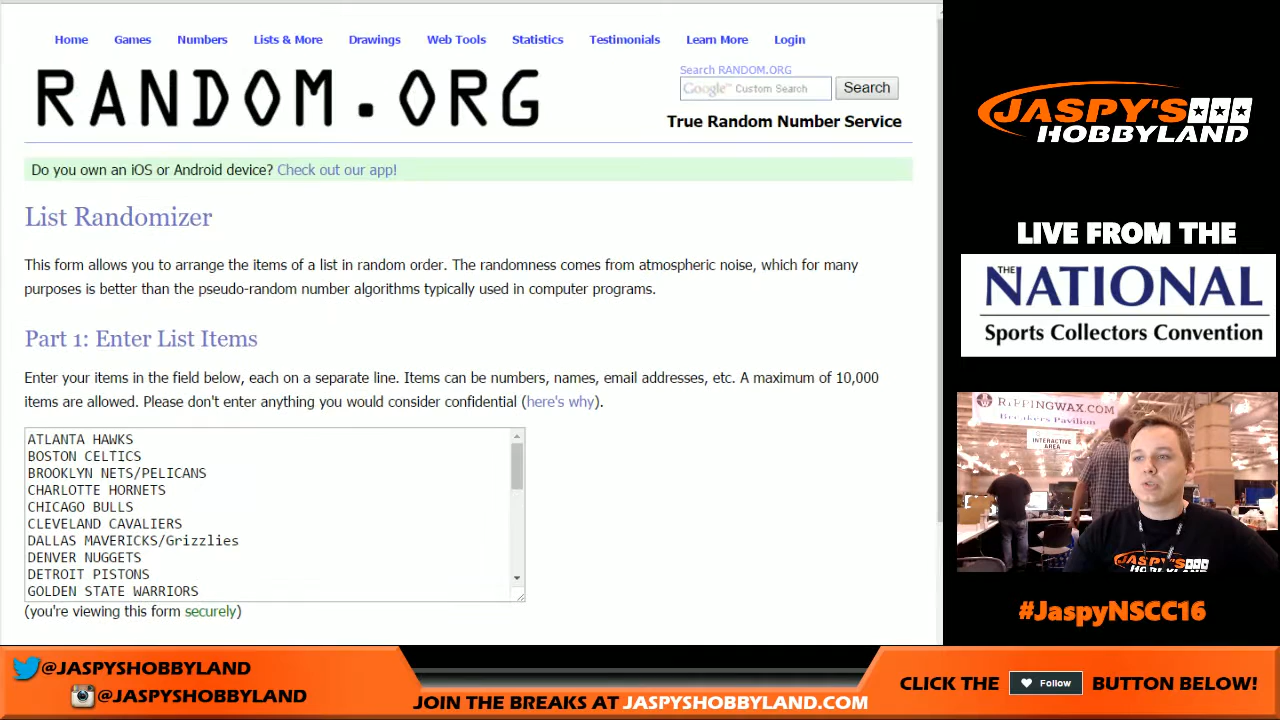 Home Games Numbers Lists & More Drawings Web Tools Statistics Testimonials Learn More Login
RANDOM.ORG
Search RANDOM.ORG
Google™ Custom Search Search
True Random Number Service
Do you own an iOS or Android device? Check out our app!
List Randomizer
This form allows you to arrange the items of a list in random order. The randomness comes from atmospheric noise, which for many
purposes is better than the pseudo-random number algorithms typically used in computer programs.
Part 1: Enter List Items
Enter your items in the field below, each on a separate line. Items can be numbers, names, email addresses, etc. A maximum of 10,000
items are allowed. Please don't enter anything you would consider confidential (here's why).
ATLANTA HAWKS
BOSTON CELTICS
BROOKLYN NETS/PELICANS
CHARLOTTE HORNETS
CHICAGO BULLS
CLEVELAND CAVALIERS
DALLAS MAVERICKS/Grizzlies
DENVER NUGGETS
DETROIT PISTONS
GOLDEN STATE WARRIORS
(you're viewing this form securely)
JASPY'S
HOBBYLAND
LIVE FROM THE
THE NATIONAL
Sports Collectors Convention
RIPPINGWAX.COM
Breakers Pavilion
INTERACTIVE
AREA
JASPY'S
HOBBYLAND
#JaspyNSCC16
@JASPYSHOBBYLAND
@JASPYSHOBBYLAND
JOIN THE BREAKS AT JASPYSHOBBYLAND.COM
CLICK THE Follow BUTTON BELOW!